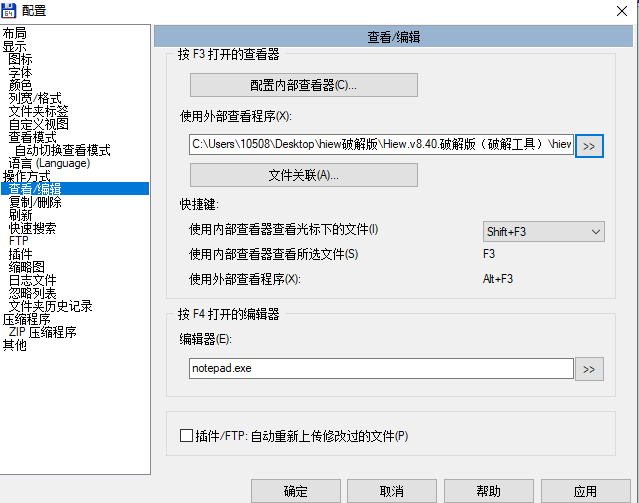 64
配置
布局
显示
图标
字体
颜色
列宽/格式
文件夹标签
自定义视图
查看模式
自动切换查看模式
语言 (Language)
操作方式
查看/编辑
复制/删除
刷新
快速搜索
FTP
插件
缩略图
日志文件
忽略列表
文件夹历史记录
压缩程序
ZIP 压缩程序
其他
查看/编辑
按 F3 打开的查看器
配置内部查看器(C)...
使用外部查看程序(X):
C:\Users\10508\Desktop\hiew破解版\Hiew.v8.40.破解版（破解工具）\hiew
>>
文件关联(A)...
快捷键:
使用内部查看器查看光标下的文件(I)
Shift+F3
使用内部查看器查看所选文件(S)
F3
使用外部查看程序(X):
Alt+F3
按 F4 打开的编辑器
编辑器(E):
notepad.exe
>>
插件/FTP: 自动重新上传修改过的文件(P)
确定
取消
帮助
应用